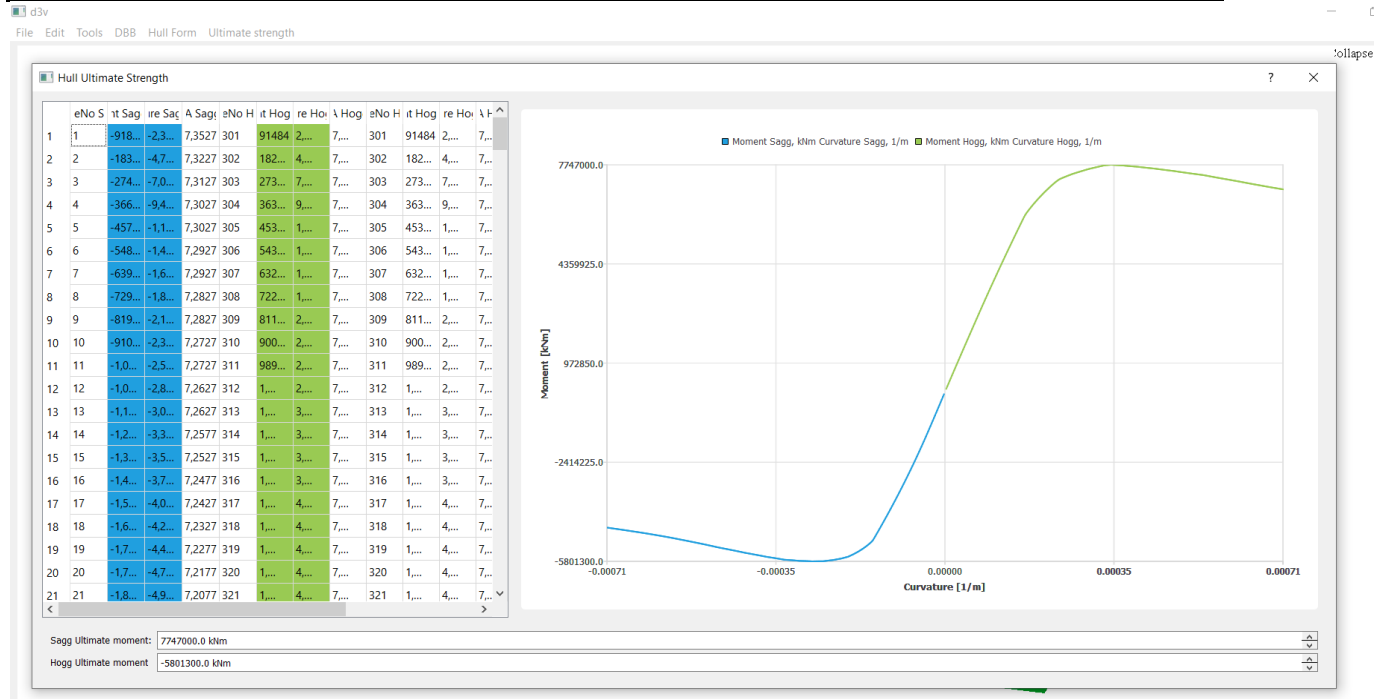 d3v
File Edit Tools DBB Hull Form Ultimate strength
Collapse
Hull Ultimate Strength ? ×
eNo S nt Sag ıre Sag A Sagg eNo H ıt Hog re Hog A Hog eNo H ıt Hog re Hog A H
1 1 -918... -2,3... 7,3527 301 91484 2,... 7,... 301 91484 2,... 7,..
2 2 -183... -4,7... 7,3227 302 182... 4,... 7,... 302 182... 4,... 7,..
3 3 -274... -7,0... 7,3127 303 273... 7,... 7,... 303 273... 7,... 7,..
4 4 -366... -9,4... 7,3027 304 363... 9,... 7,... 304 363... 9,... 7,..
5 5 -457... -1,1... 7,3027 305 453... 1,... 7,... 305 453... 1,... 7,..
6 6 -548... -1,4... 7,2927 306 543... 1,... 7,... 306 543... 1,... 7,..
7 7 -639... -1,6... 7,2927 307 632... 1,... 7,... 307 632... 1,... 7,..
8 8 -729... -1,8... 7,2827 308 722... 1,... 7,... 308 722... 1,... 7,..
9 9 -819... -2,1... 7,2827 309 811... 2,... 7,... 309 811... 2,... 7,..
10 10 -910... -2,3... 7,2727 310 900... 2,... 7,... 310 900... 2,... 7,..
11 11 -1,0... -2,5... 7,2727 311 989... 2,... 7,... 311 989... 2,... 7,..
12 12 -1,0... -2,8... 7,2627 312 1,... 2,... 7,... 312 1,... 2,... 7,..
13 13 -1,1... -3,0... 7,2627 313 1,... 3,... 7,... 313 1,... 3,... 7,..
14 14 -1,2... -3,3... 7,2577 314 1,... 3,... 7,... 314 1,... 3,... 7,..
15 15 -1,3... -3,5... 7,2527 315 1,... 3,... 7,... 315 1,... 3,... 7,..
16 16 -1,4... -3,7... 7,2477 316 1,... 3,... 7,... 316 1,... 3,... 7,..
17 17 -1,5... -4,0... 7,2427 317 1,... 4,... 7,... 317 1,... 4,... 7,..
18 18 -1,6... -4,2... 7,2327 318 1,... 4,... 7,... 318 1,... 4,... 7,..
19 19 -1,7... -4,4... 7,2277 319 1,... 4,... 7,... 319 1,... 4,... 7,..
20 20 -1,7... -4,7... 7,2177 320 1,... 4,... 7,... 320 1,... 4,... 7,..
21 21 -1,8... -4,9... 7,2077 321 1,... 4,... 7,... 321 1,... 4,... 7,..
Moment Sagg, kNm Curvature Sagg, 1/m Moment Hogg, kNm Curvature Hogg, 1/m
7747000.0
4359925.0
972850.0
-2414225.0
-5801300.0
Moment [kNm]
-0.00071 -0.00035 0.00000 0.00035 0.00071
Curvature [1/m]
Sagg Ultimate moment: 7747000.0 kNm
Hogg Ultimate moment -5801300.0 kNm